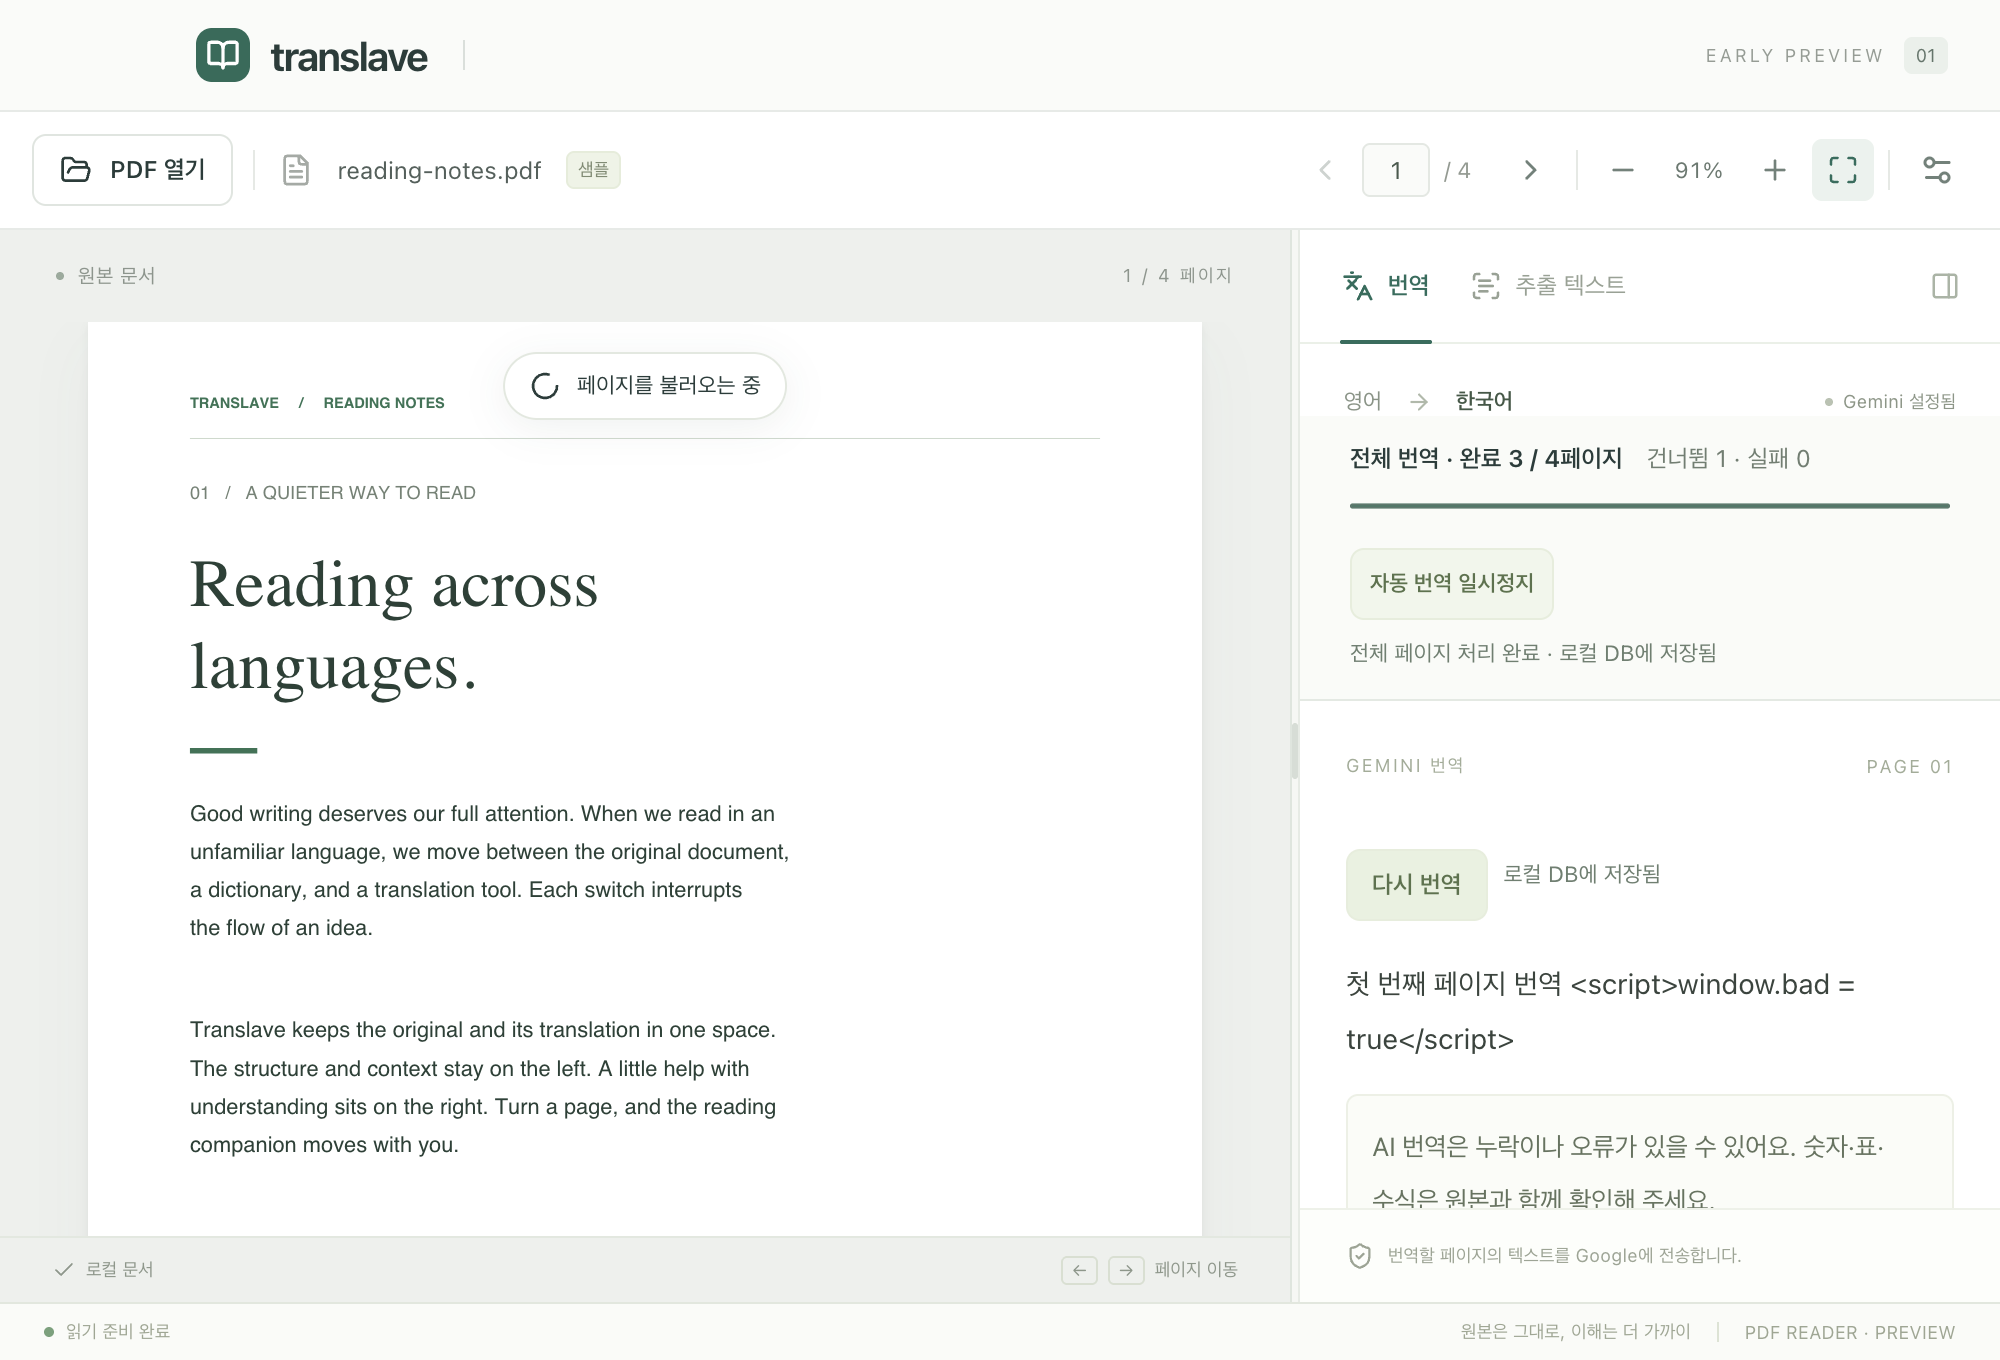 translave
EARLY PREVIEW 01
PDF 열기
reading-notes.pdf 샘플
1 / 4
91%
원본 문서
1 / 4 페이지
페이지를 불러오는 중
TRANSLAVE / READING NOTES
01 / A QUIETER WAY TO READ
Reading across
languages.
Good writing deserves our full attention. When we read in an
unfamiliar language, we move between the original document,
a dictionary, and a translation tool. Each switch interrupts
the flow of an idea.
Translave keeps the original and its translation in one space.
The structure and context stay on the left. A little help with
understanding sits on the right. Turn a page, and the reading
companion moves with you.
로컬 문서
페이지 이동
번역
추출 텍스트
영어 → 한국어
Gemini 설정됨
전체 번역 · 완료 3 / 4페이지 건너뜀 1 · 실패 0
자동 번역 일시정지
전체 페이지 처리 완료 · 로컬 DB에 저장됨
GEMINI 번역
PAGE 01
다시 번역
로컬 DB에 저장됨
첫 번째 페이지 번역 <script>window.bad =
true</script>
AI 번역은 누락이나 오류가 있을 수 있어요. 숫자·표·
수식은 원본과 함께 확인해 주세요.
번역할 페이지의 텍스트를 Google에 전송합니다.
읽기 준비 완료
원본은 그대로, 이해는 더 가까이
PDF READER · PREVIEW